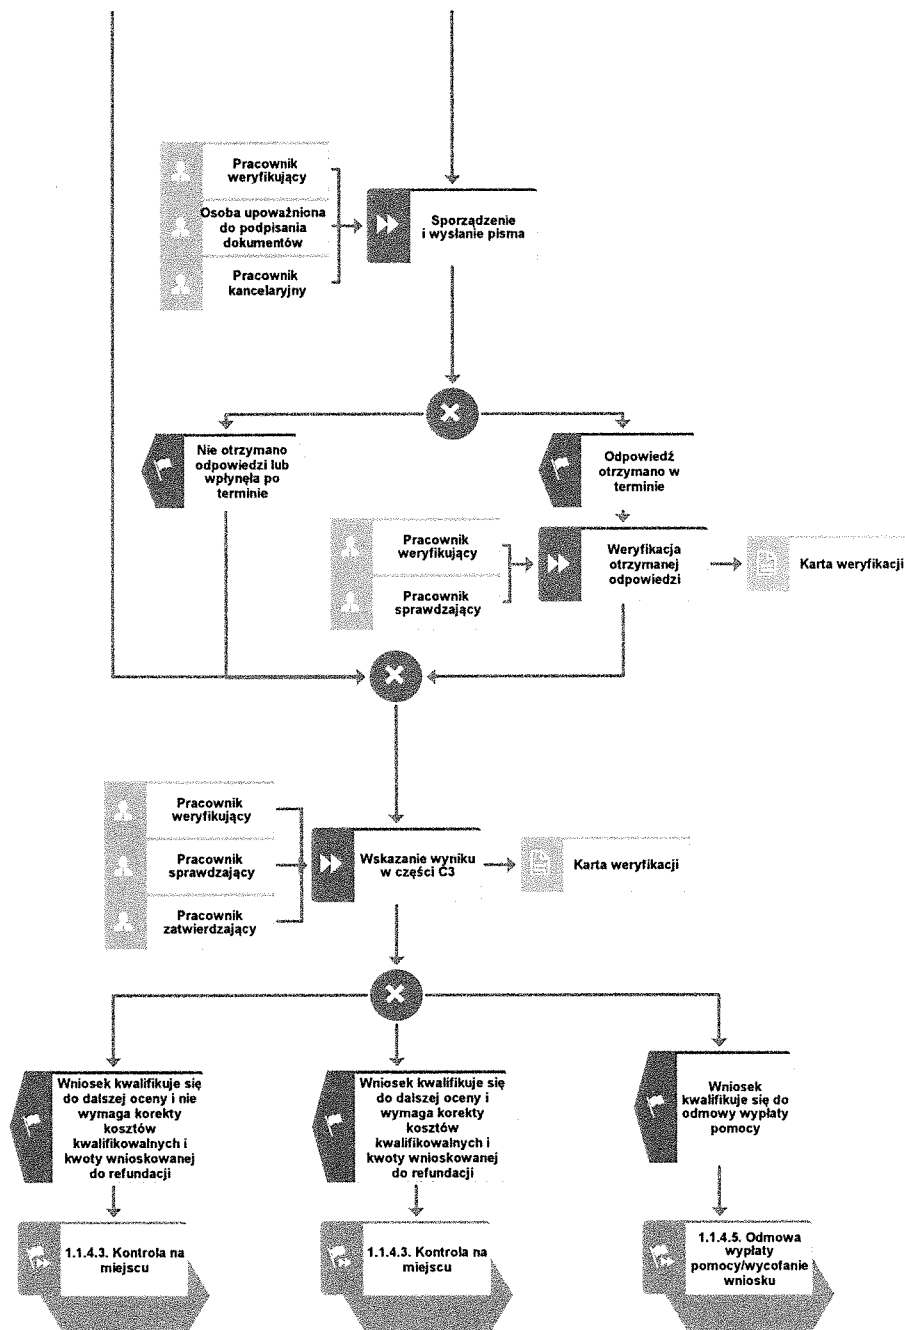 Pracownik
weryfikujący
Osoba upoważniona
do podpisania
dokumentów
Pracownik
kancelaryjny
Sporządzenie
i wysłanie pisma
Nie otrzymano
odpowiedzi lub
wpłynęła po
terminie
Odpowiedź
otrzymano w
terminie
Pracownik
weryfikujący
Pracownik
sprawdzający
Weryfikacja
otrzymanej
odpowiedzi
Karta weryfikacji
Pracownik
weryfikujący
Pracownik
sprawdzający
Pracownik
zatwierdzający
Wskazanie wyniku
w części C3
Karta weryfikacji
Wniosek kwalifikuje się
do dalszej oceny i nie
wymaga korekty
kosztów
kwalifikowalnych i
kwoty wnioskowanej
do refundacji
Wniosek kwalifikuje się
do dalszej oceny i
wymaga korekty
kosztów
kwalifikowalnych i
kwoty wnioskowanej
do refundacji
Wniosek
kwalifikuje się do
odmowy wypłaty
pomocy
1.1.4.3. Kontrola na
miejscu
1.1.4.3. Kontrola na
miejscu
1.1.4.5. Odmowa
wypłaty
pomocy/wycofanie
wniosku